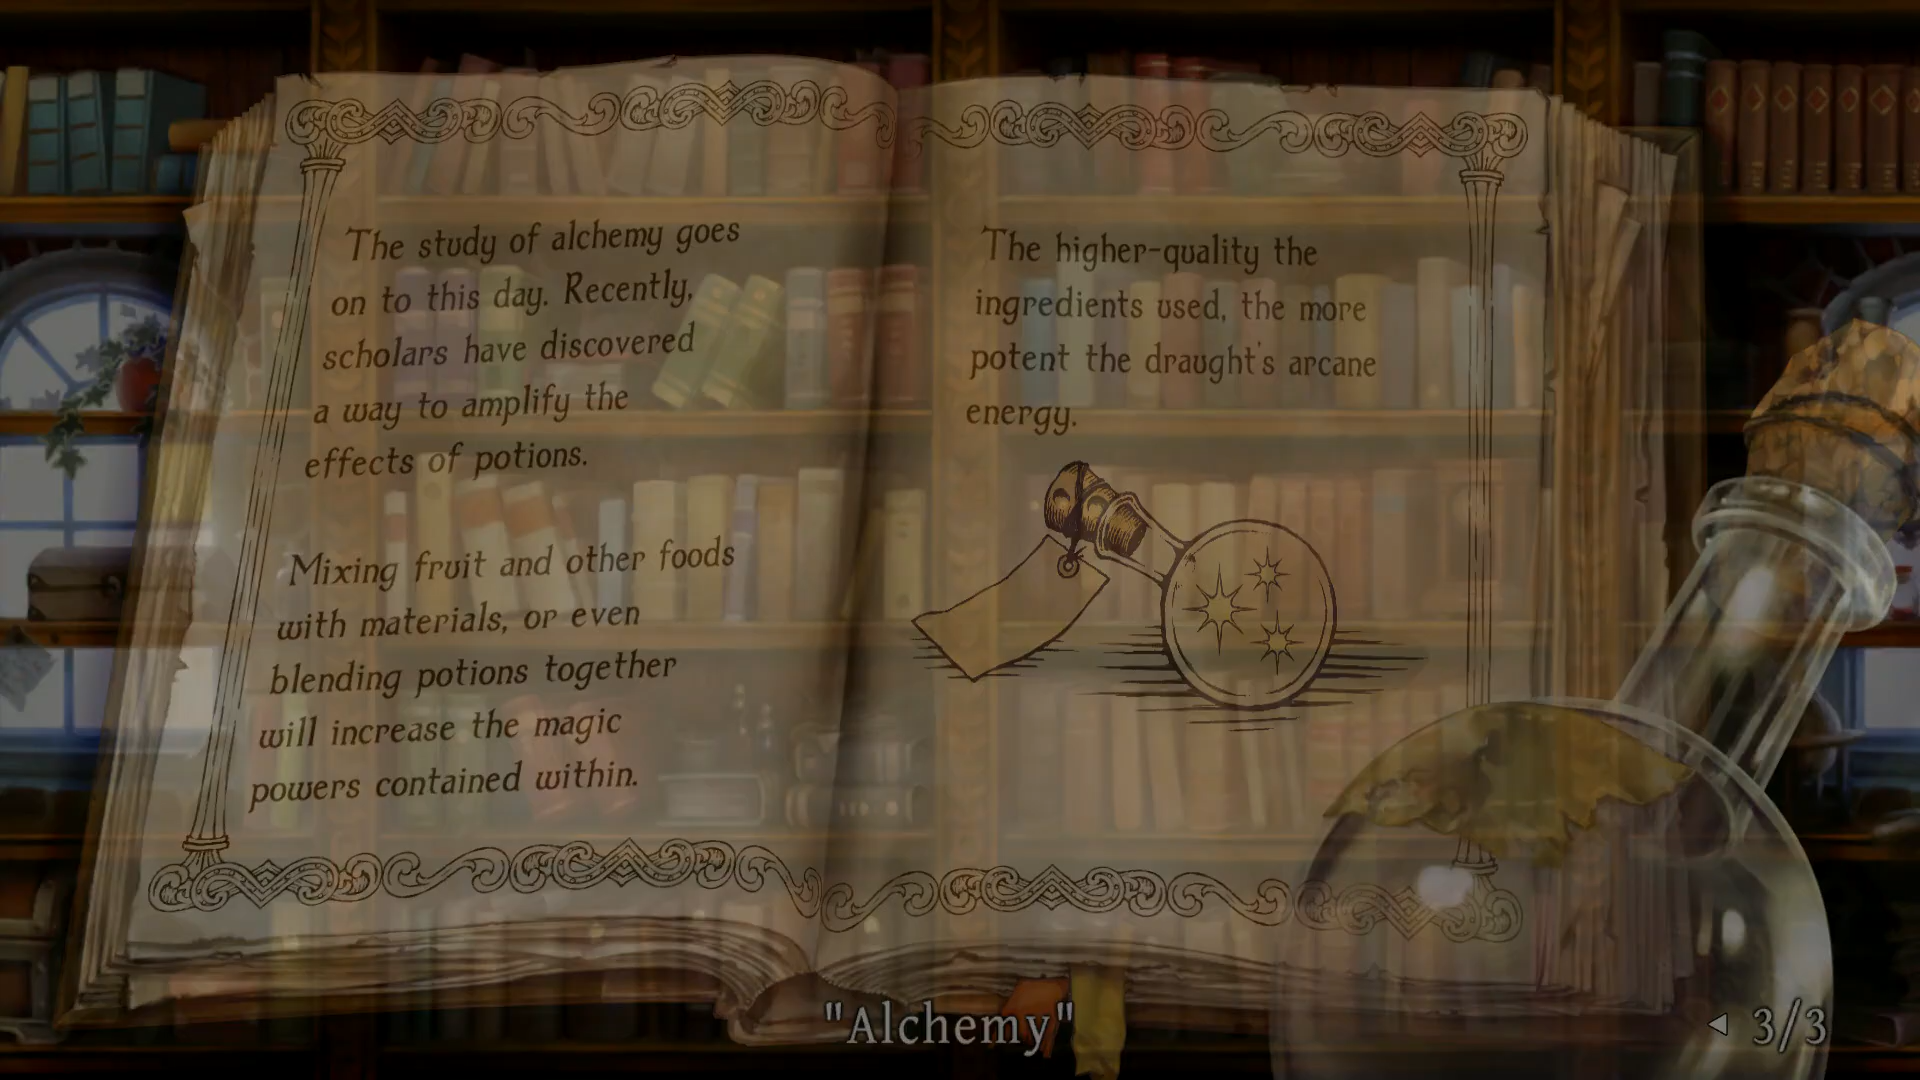 The study of alchemy goes
on to this day. Recently,
scholars have discovered
a way to amplify the
effects of potions.
Mixing fruit and other foods
with materials, or even
blending potions together
will increase the magic
powers contained within.
The higher-quality the
ingredients used, the more
potent the draught's arcane
energy.
"Alchemy"
3/3